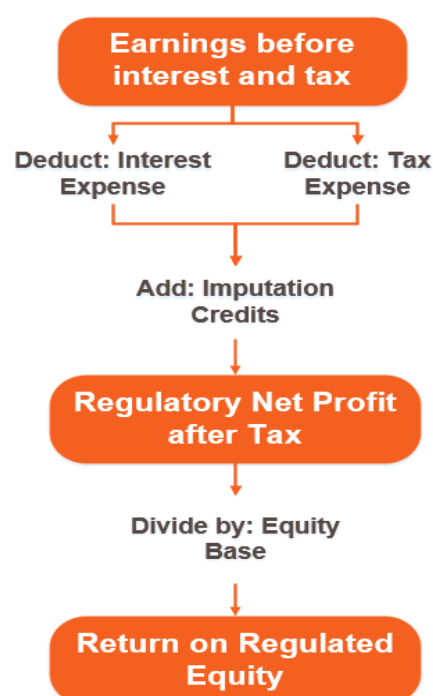 Earnings before
interest and tax
Deduct: Interest
Expense
Deduct: Tax
Expense
Add: Imputation
Credits
Regulatory Net Profit
after Tax
Divide by: Equity
Base
Return on Regulated
Equity